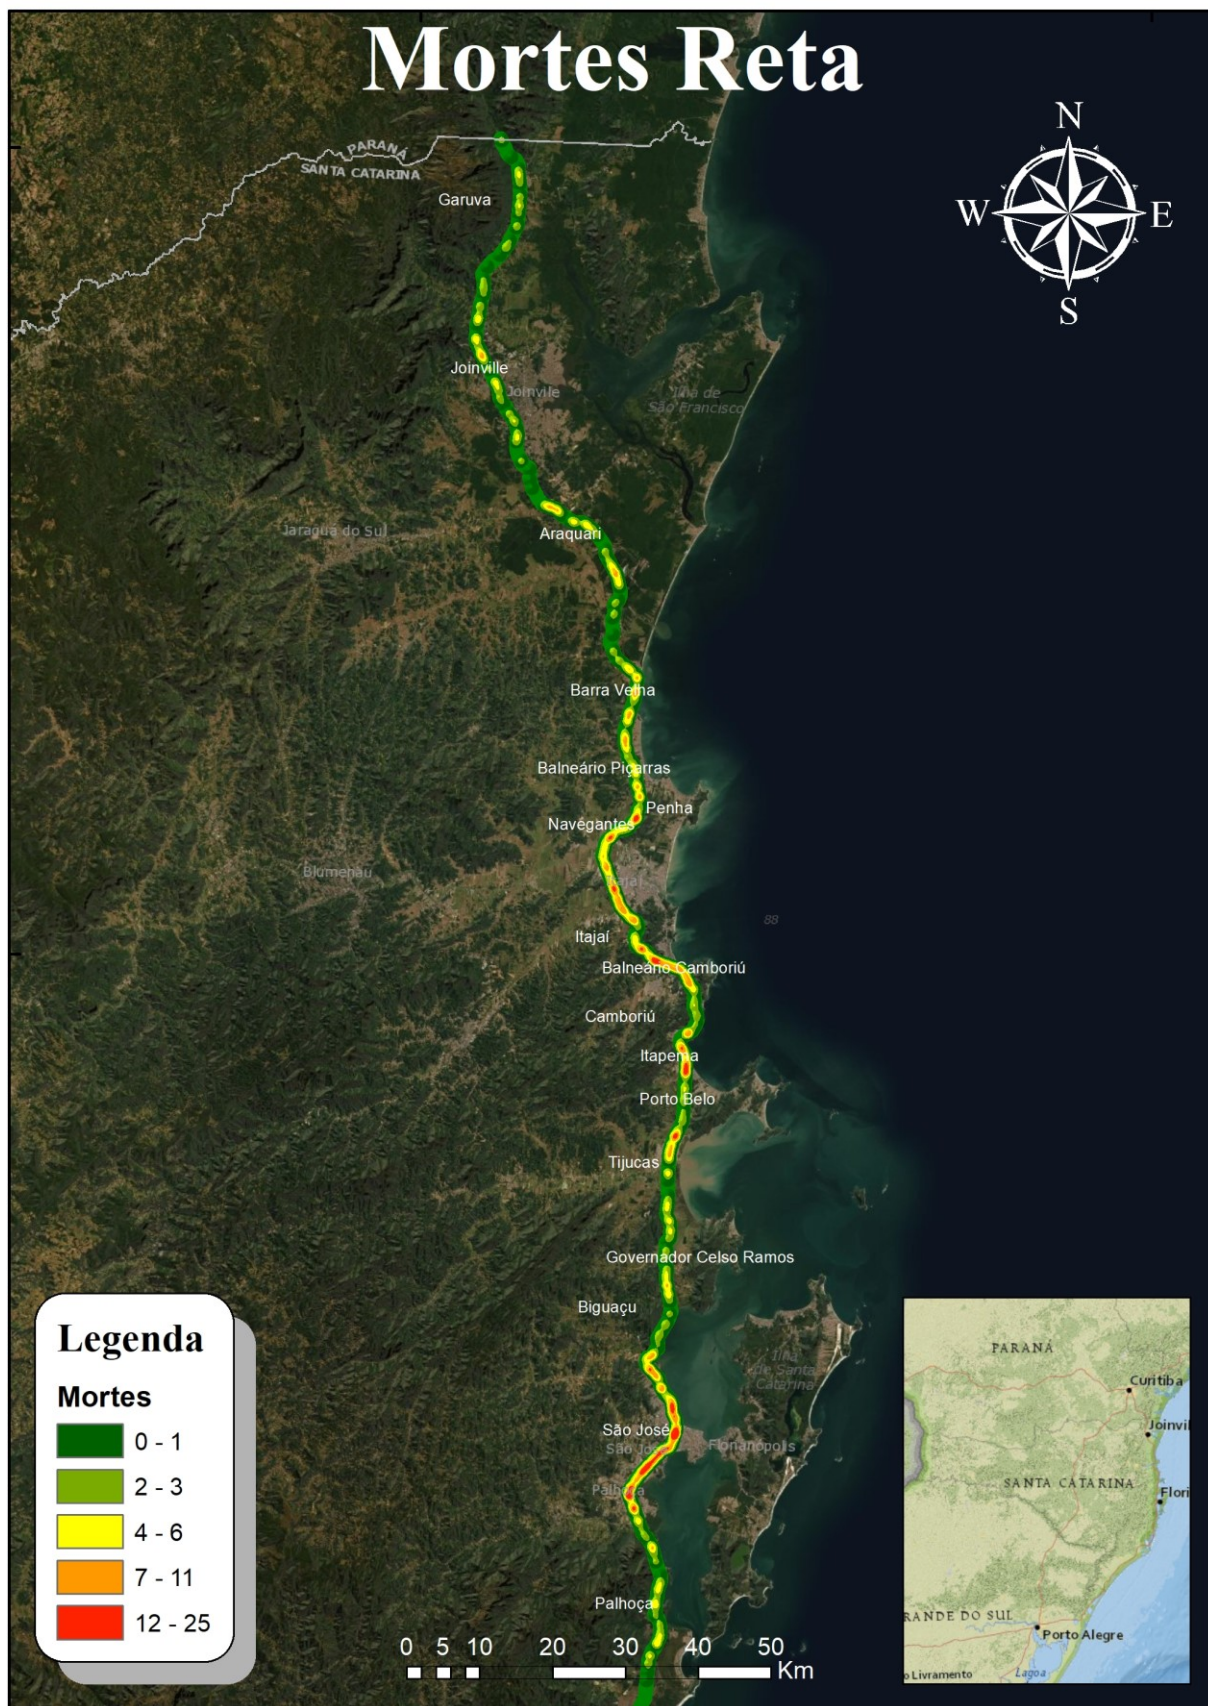 Mortes Reta
N
W E
S
PARANÁ
SANTA CATARINA
Garuva
Joinville
Joinvile
Ilha de
São Francisco
Jaraguá do Sul
Araquari
Barra Velha
Balneário Piçarras
Penha
Navegantes
Blumenau
Itajaí
88
Itajaí
Balneário Camboriú
Camboriú
Itapema
Porto Belo
Tijucas
Governador Celso Ramos
Biguaçu
Ilha
de Santa
Catarina
São José
São José
Florianópolis
Palhoça
Palhoça
Legenda
Mortes
0 - 1
2 - 3
4 - 6
7 - 11
12 - 25
0 5 10 20 30 40 50
Km
PARANÁ
Curitiba
Joinvil
SANTA CATARINA
Flori
RANDE DO SUL
Porto Alegre
o Livramento
Lagoa